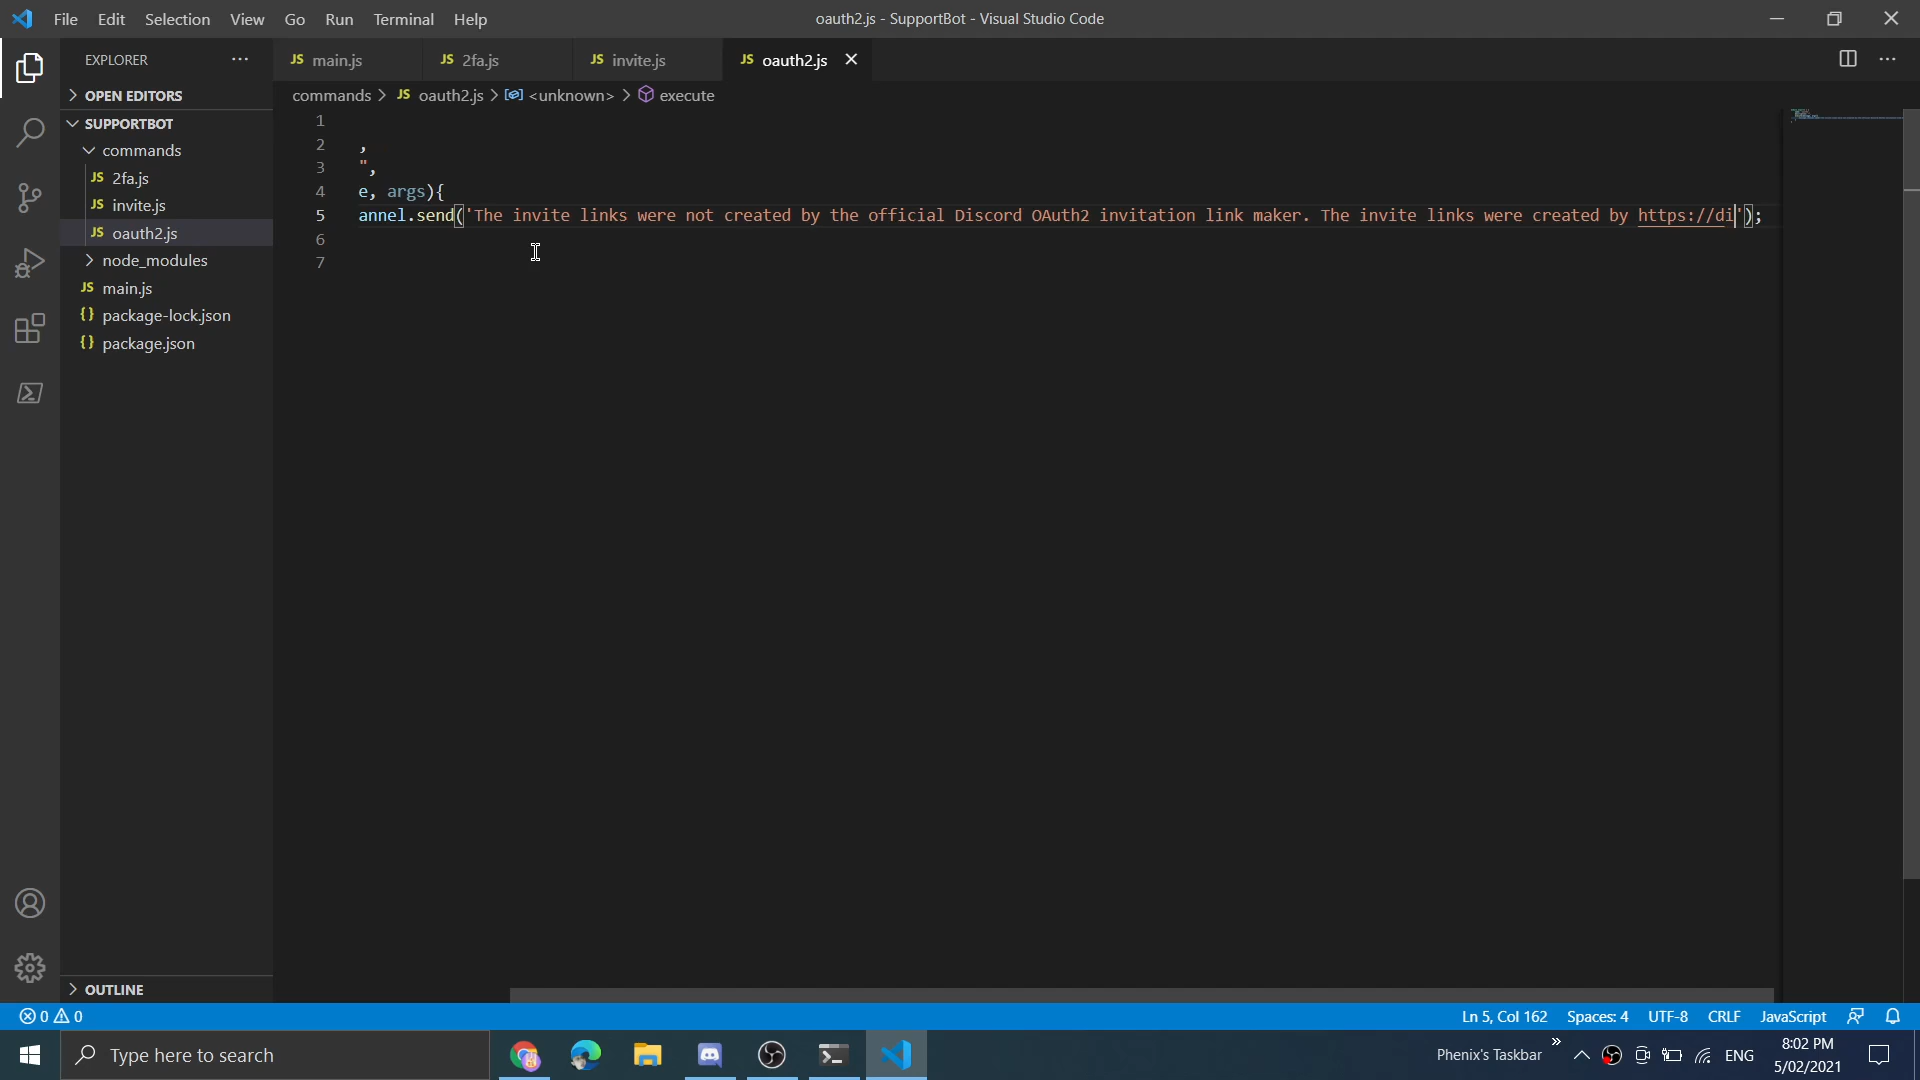 File Edit Selection View Go Run Terminal Help
oauth2.js - SupportBot - Visual Studio Code
EXPLORER
JS main.js
JS 2fa.js
JS invite.js
JS oauth2.js
OPEN EDITORS
commands > JS oauth2.js > <unknown> > execute
SUPPORTBOT
commands
JS 2fa.js
JS invite.js
JS oauth2.js
node_modules
JS main.js
{} package-lock.json
{} package.json
1
2 ,
3 ",
4 e, args){
5 annel.send('The invite links were not created by the official Discord OAuth2 invitation link maker. The invite links were created by https://di');
6
7
OUTLINE
0 0
Ln 5, Col 162 Spaces: 4 UTF-8 CRLF JavaScript
Type here to search
Phenix's Taskbar
ENG
8:02 PM
5/02/2021